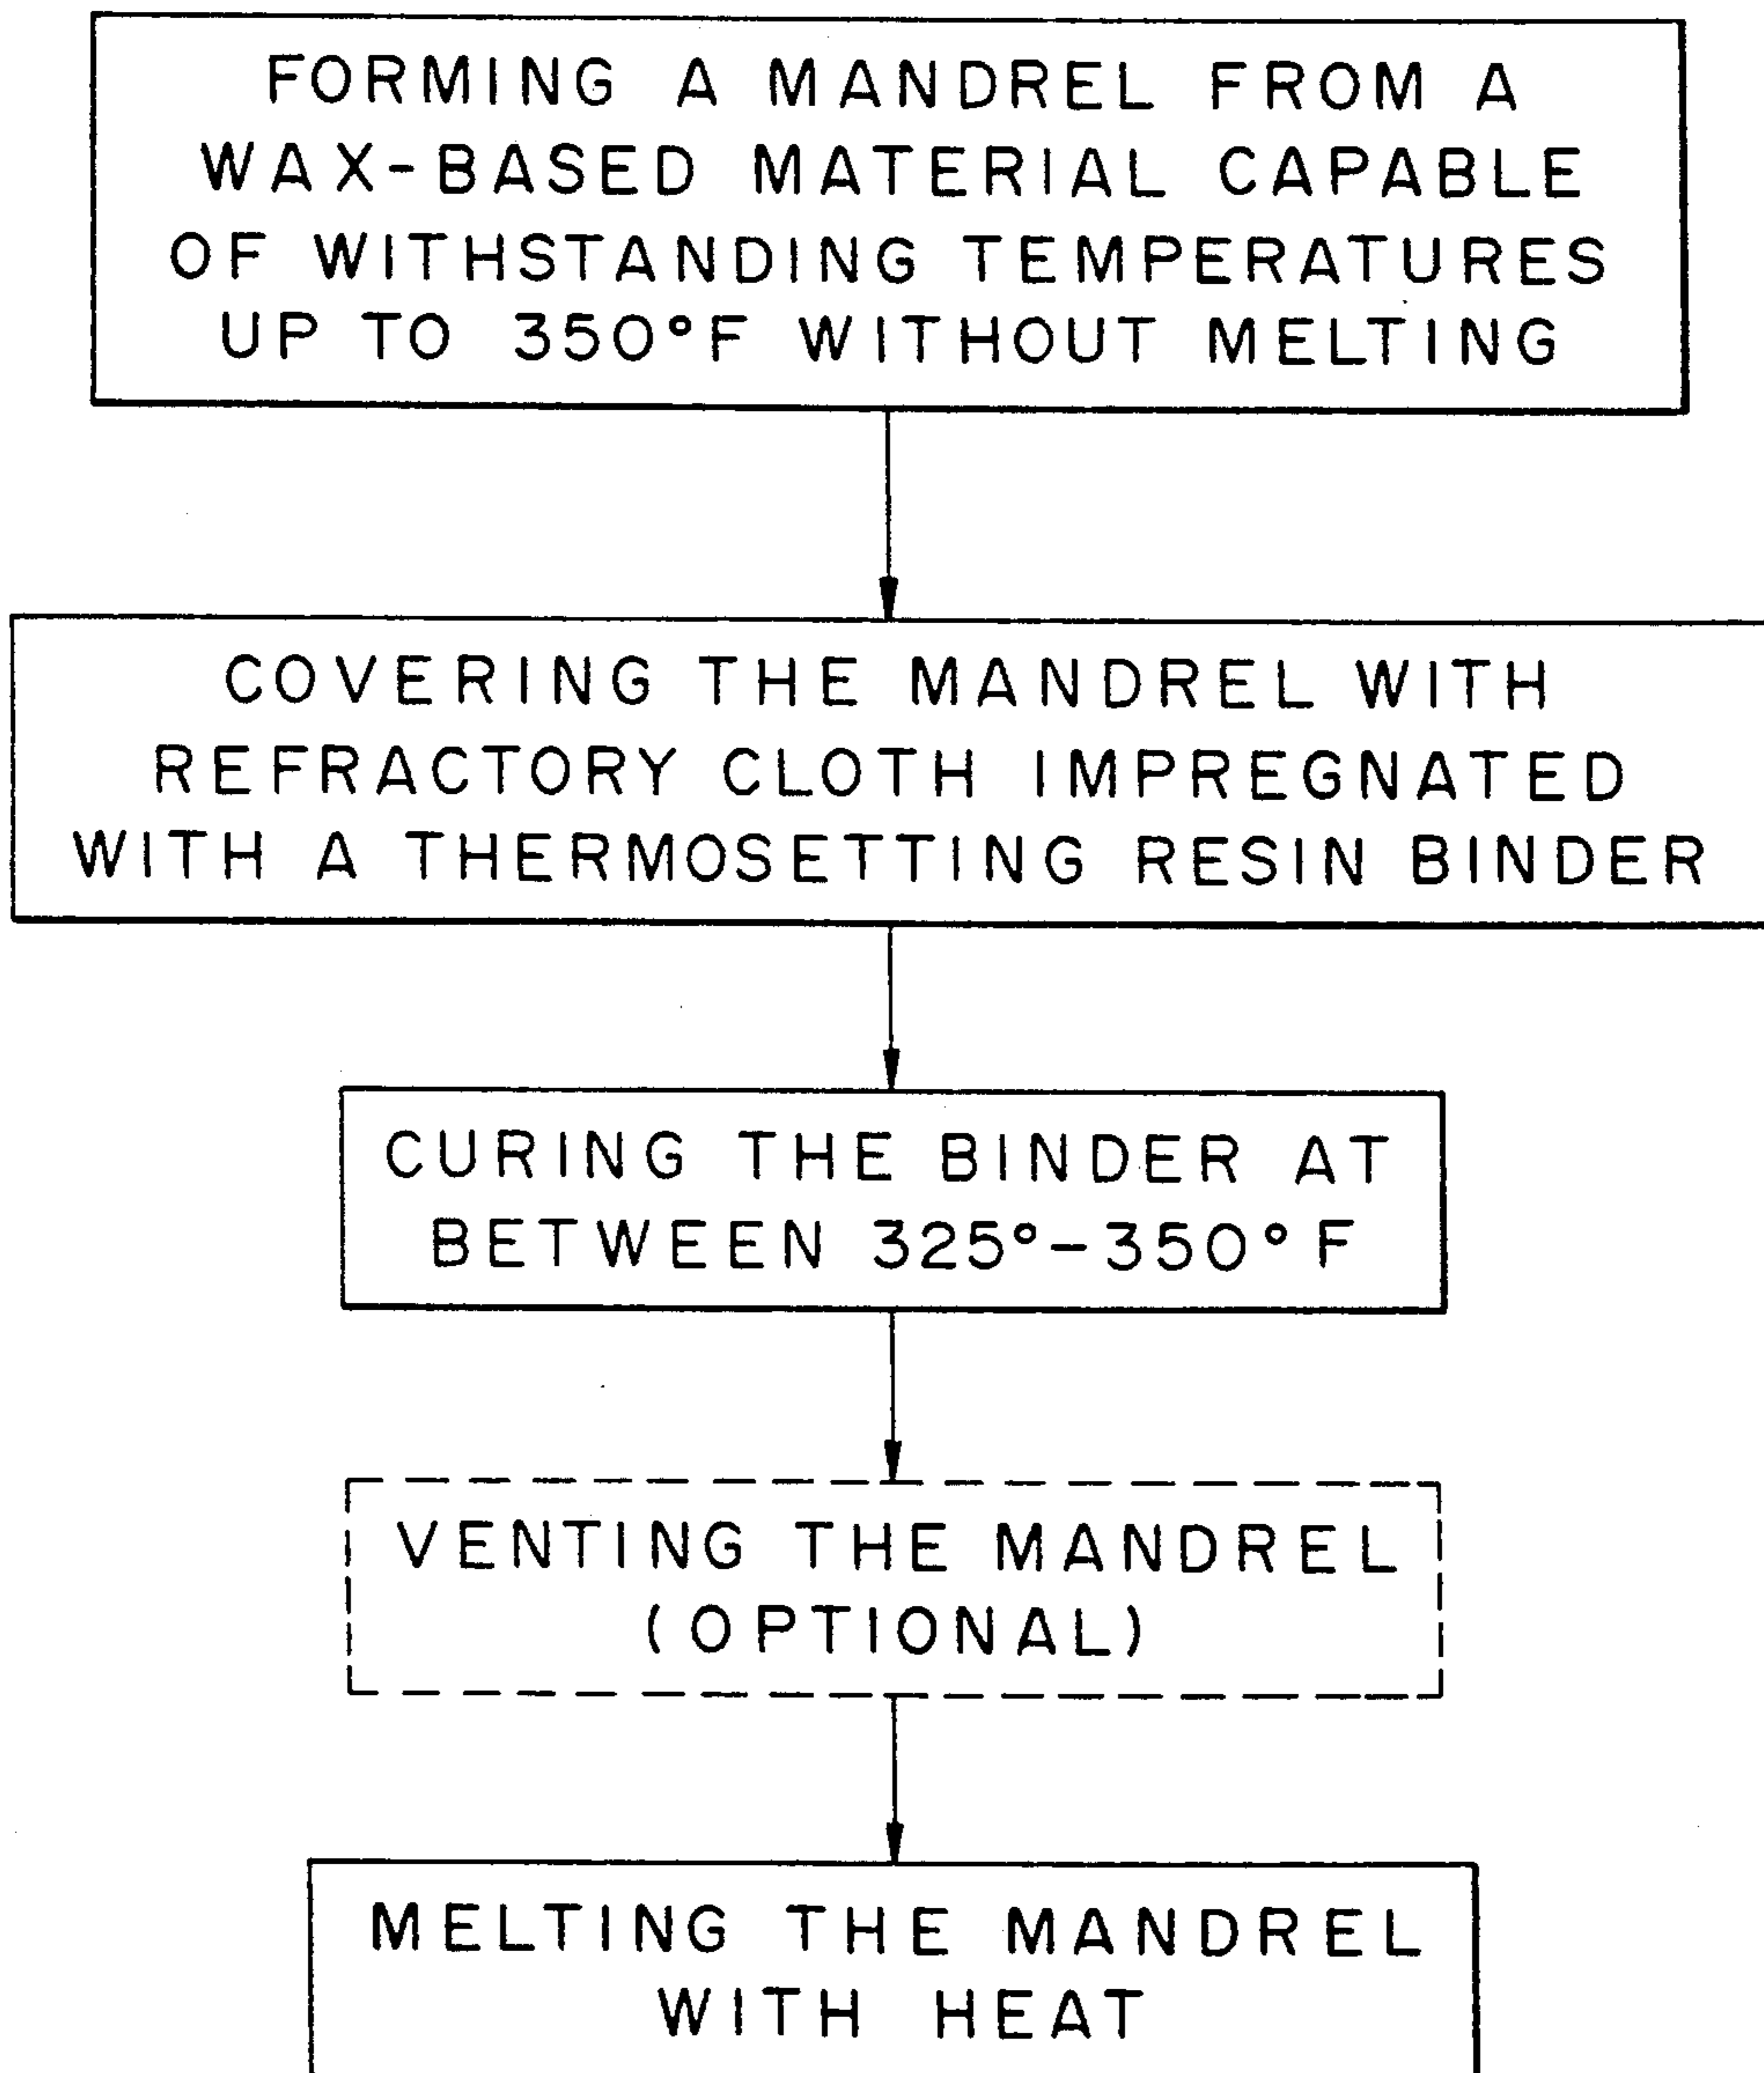 FORMING A MANDREL FROM A
WAX-BASED MATERIAL CAPABLE
OF WITHSTANDING TEMPERATURES
UP TO 350°F WITHOUT MELTING
COVERING THE MANDREL WITH
REFRACTORY CLOTH IMPREGNATED
WITH A THERMOSETTING RESIN BINDER
CURING THE BINDER AT
BETWEEN 325°-350°F
VENTING THE MANDREL
(OPTIONAL)
MELTING THE MANDREL
WITH HEAT